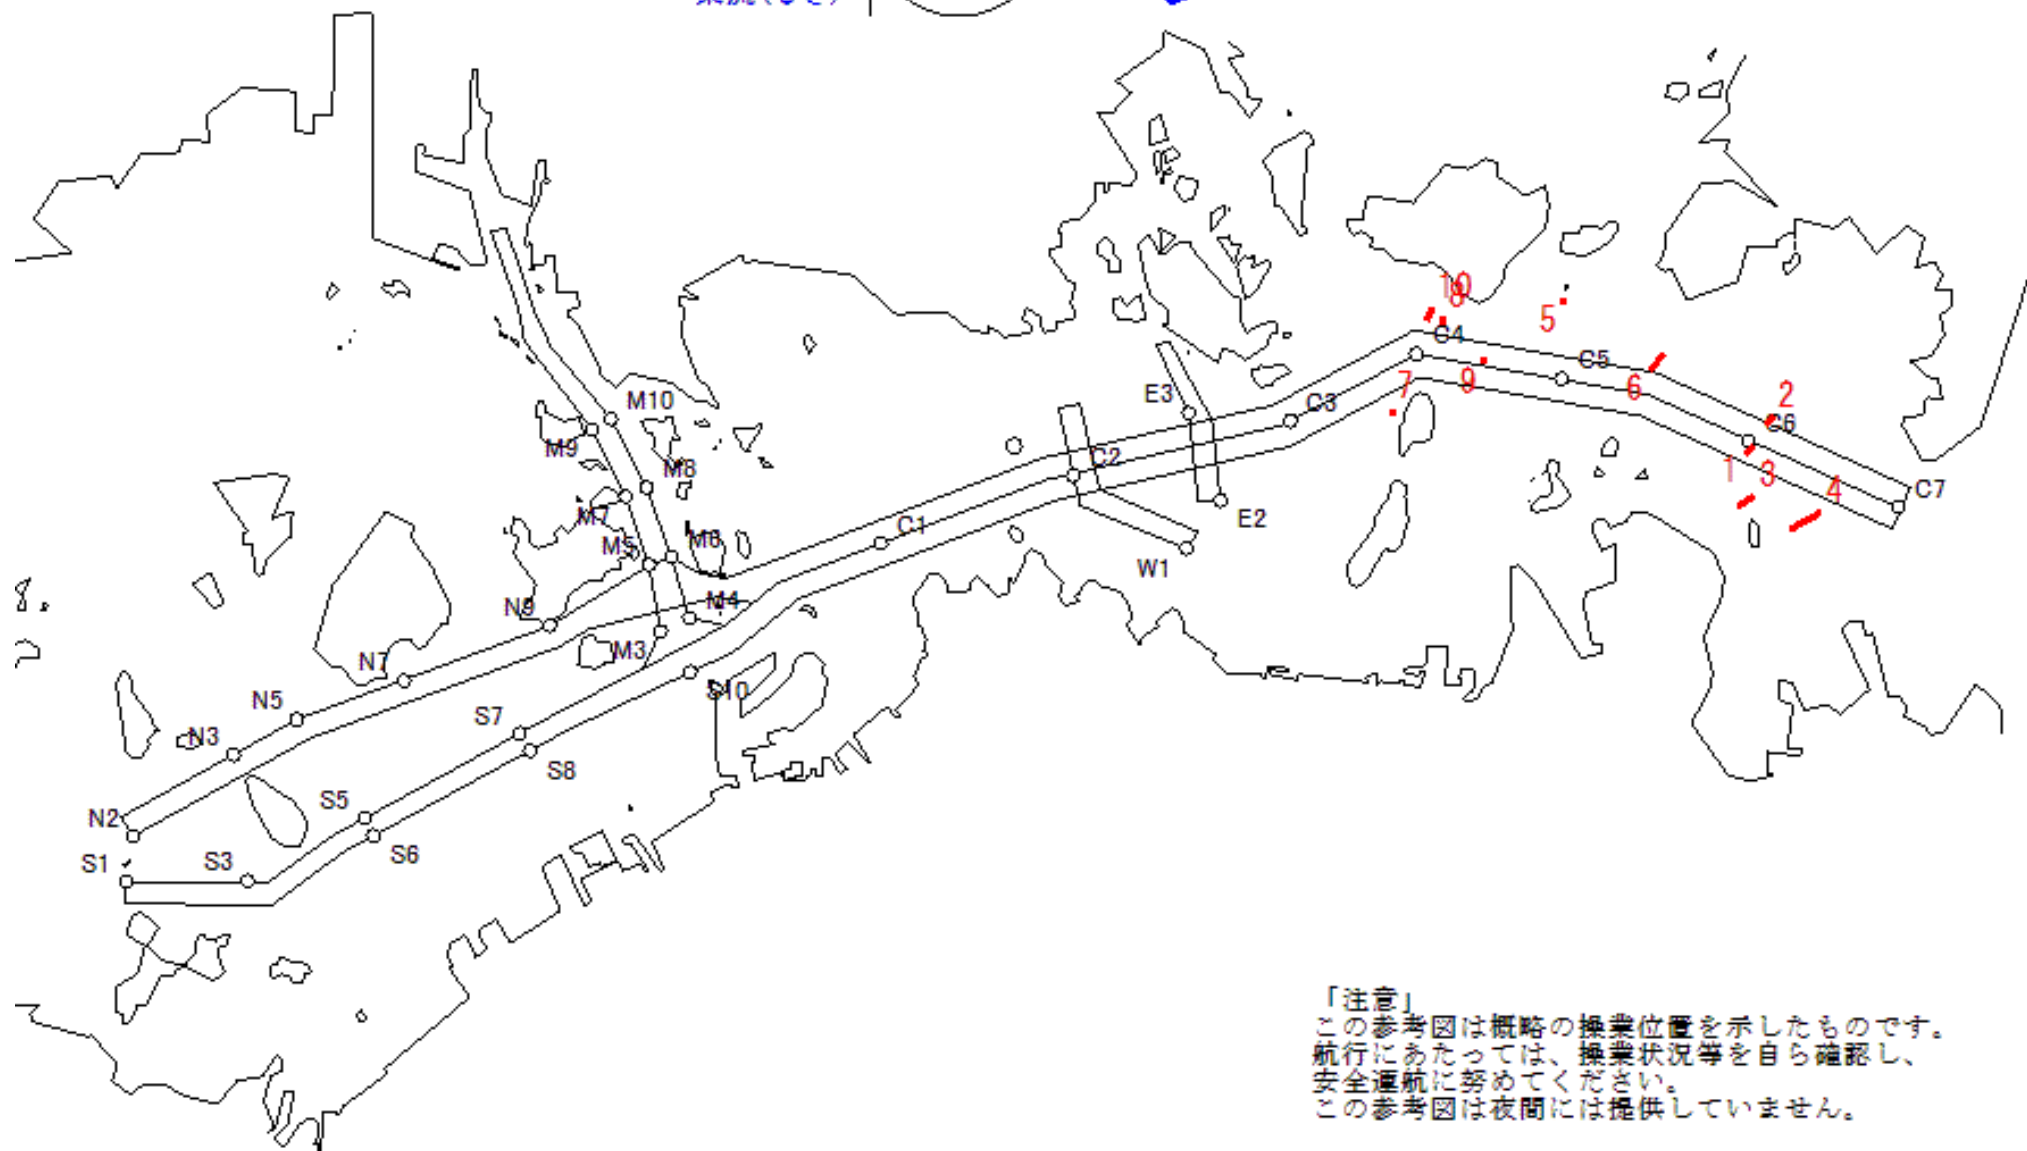 10
8
5
C4
C5
7
9
6
2
C6
E3
C3
M10
M9
M8
C2
1
3
4
C7
M7
E2
C1
M6
M5
W1
N9
M4
M3
N7
S10
N5
S7
N3
S8
S5
N2
S6
S1
S3
「注意」
この参考図は概略の操業位置を示したものです。
航行にあたっては、操業状況等を自ら確認し、
安全運航に努めてください。
この参考図は夜間には提供していません。